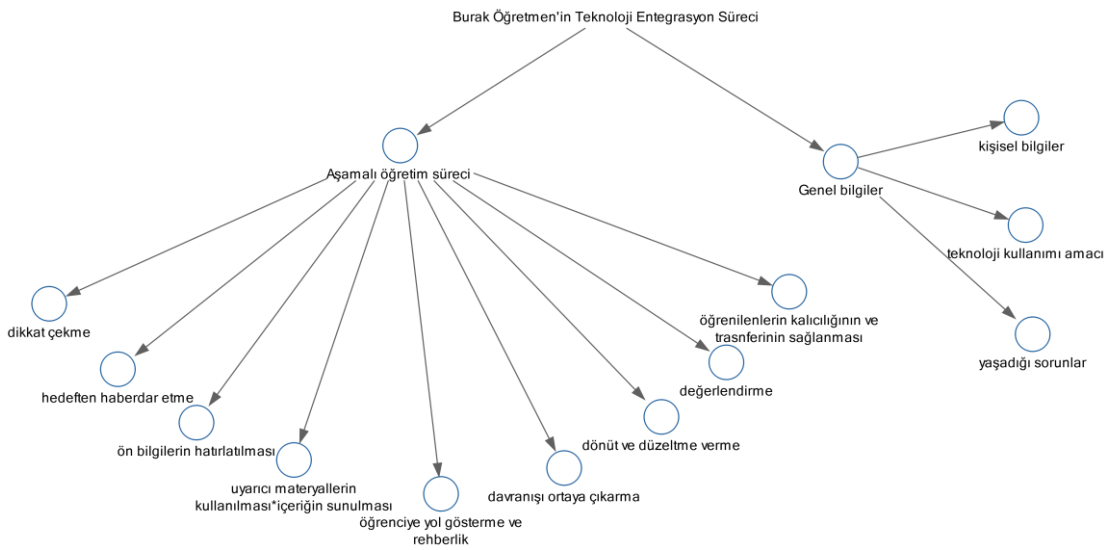 Burak Öğretmen'in Teknoloji Entegrasyon Süreci
Aşamalı öğretim süreci
Genel bilgiler
kişisel bilgiler
teknoloji kullanımı amacı
yaşadığı sorunlar
dikkat çekme
hedeften haberdar etme
ön bilgilerin hatırlatılması
uyarıcı materyallerin
kullanılması*içeriğin sunulması
öğrenciye yol gösterme ve
rehberlik
davranışı ortaya çıkarma
dönüt ve düzeltme verme
değerlendirme
öğrenilenlerin kalıcılığının ve
trasnferinin sağlanması